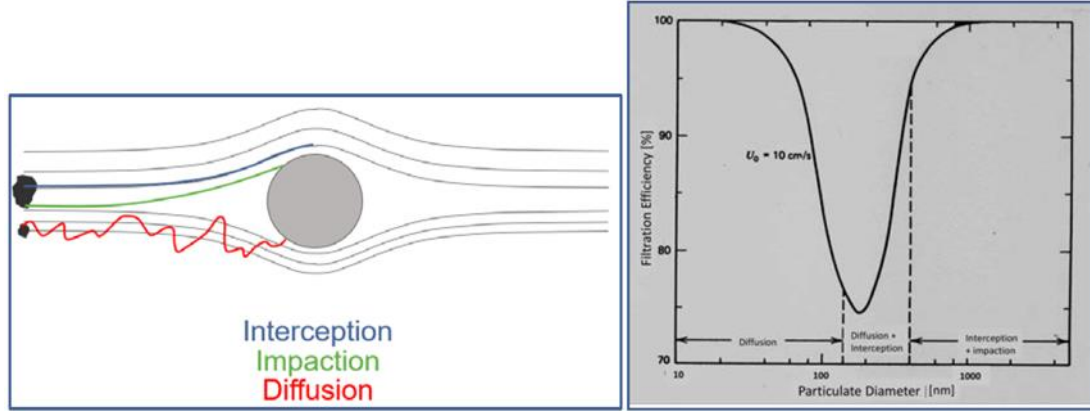 Interception
Impaction
Diffusion
100
90
80
70
Filtration Efficiency [%]
U₀ = 10 cm/s
Diffusion
Diffusion +
Interception
Interception
+ impaction
10
100
1000
Particulate Diameter [nm]